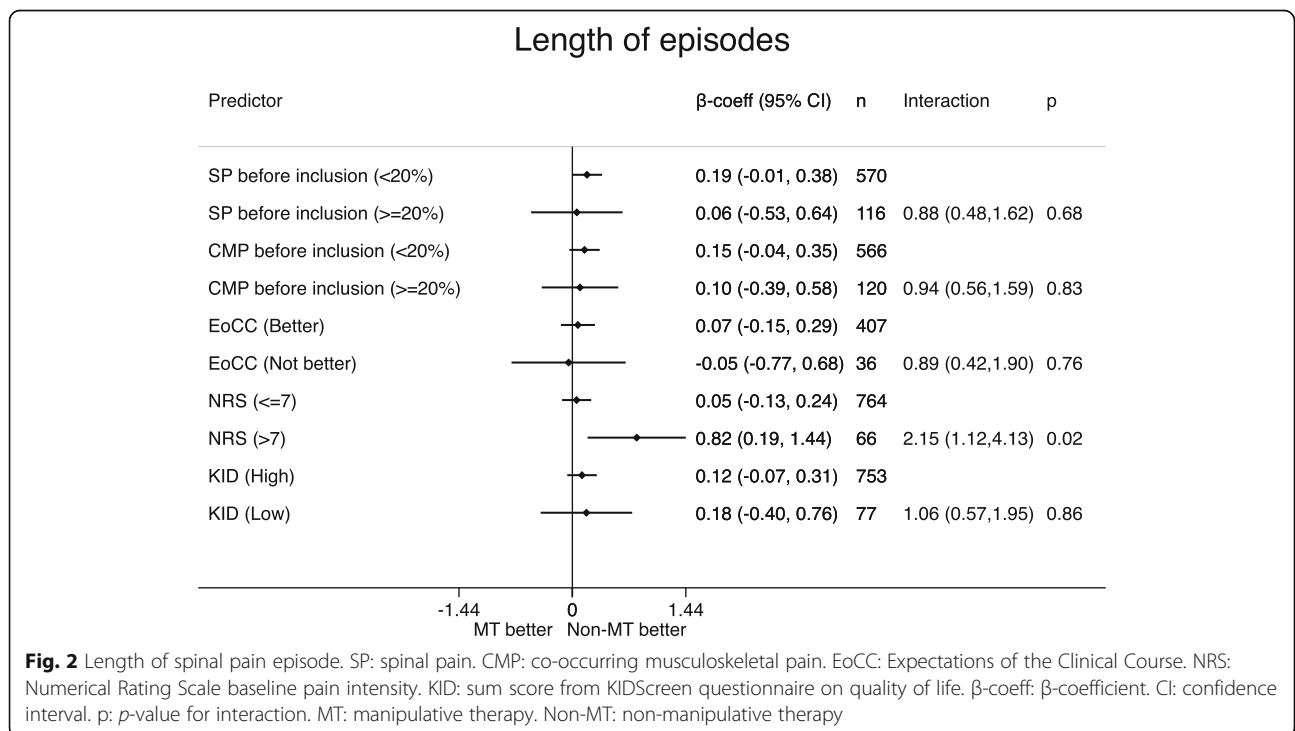 Length of episodes
Predictor β-coeff (95% CI) n Interaction p
SP before inclusion (<20%) 0.19 (-0.01, 0.38) 570
SP before inclusion (>=20%) 0.06 (-0.53, 0.64) 116 0.88 (0.48,1.62) 0.68
CMP before inclusion (<20%) 0.15 (-0.04, 0.35) 566
CMP before inclusion (>=20%) 0.10 (-0.39, 0.58) 120 0.94 (0.56,1.59) 0.83
EoCC (Better) 0.07 (-0.15, 0.29) 407
EoCC (Not better) -0.05 (-0.77, 0.68) 36 0.89 (0.42,1.90) 0.76
NRS (<=7) 0.05 (-0.13, 0.24) 764
NRS (>7) 0.82 (0.19, 1.44) 66 2.15 (1.12,4.13) 0.02
KID (High) 0.12 (-0.07, 0.31) 753
KID (Low) 0.18 (-0.40, 0.76) 77 1.06 (0.57,1.95) 0.86
-1.44 0 1.44
MT better Non-MT better
Fig. 2 Length of spinal pain episode. SP: spinal pain. CMP: co-occurring musculoskeletal pain. EoCC: Expectations of the Clinical Course. NRS:
Numerical Rating Scale baseline pain intensity. KID: sum score from KIDScreen questionnaire on quality of life. β-coeff: β-coefficient. CI: confidence
interval. p: p-value for interaction. MT: manipulative therapy. Non-MT: non-manipulative therapy